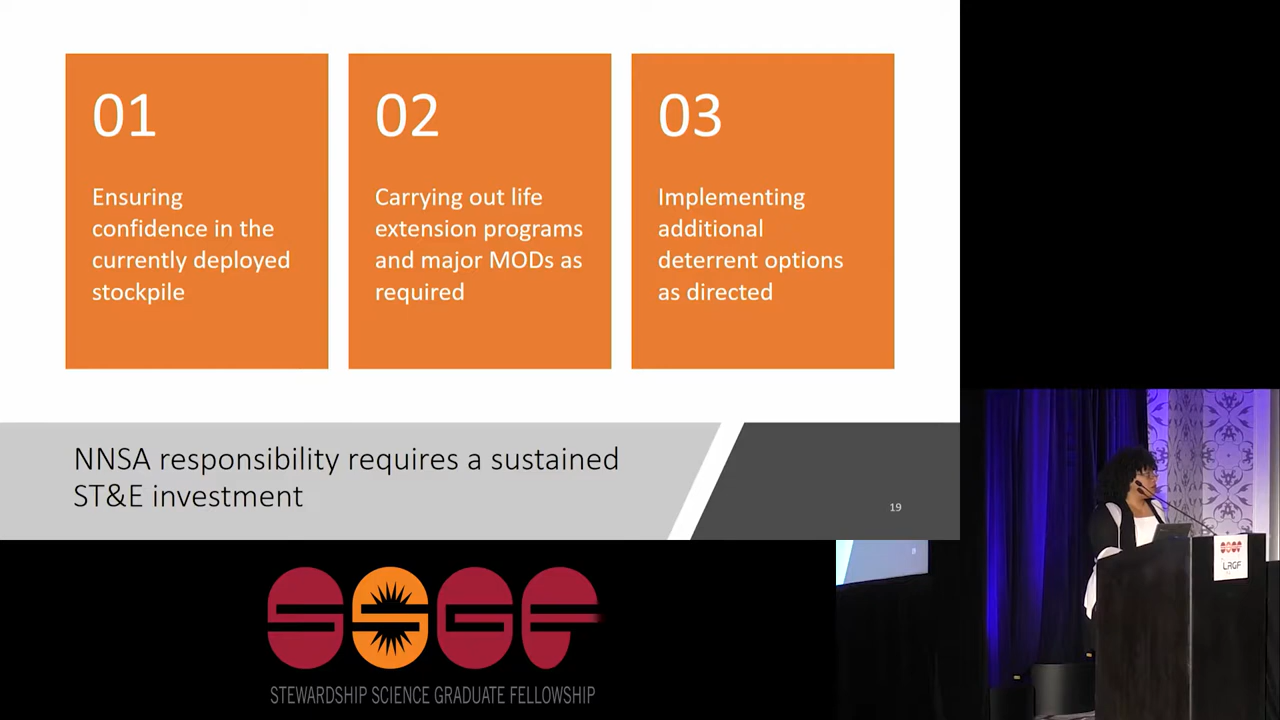 01
Ensuring
confidence in the
currently deployed
stockpile
02
Carrying out life
extension programs
and major MODs as
required
03
Implementing
additional
deterrent options
as directed
NNSA responsibility requires a sustained
ST&E investment
19
SSGF
STEWARDSHIP SCIENCE GRADUATE FELLOWSHIP
SSGF
LRGF